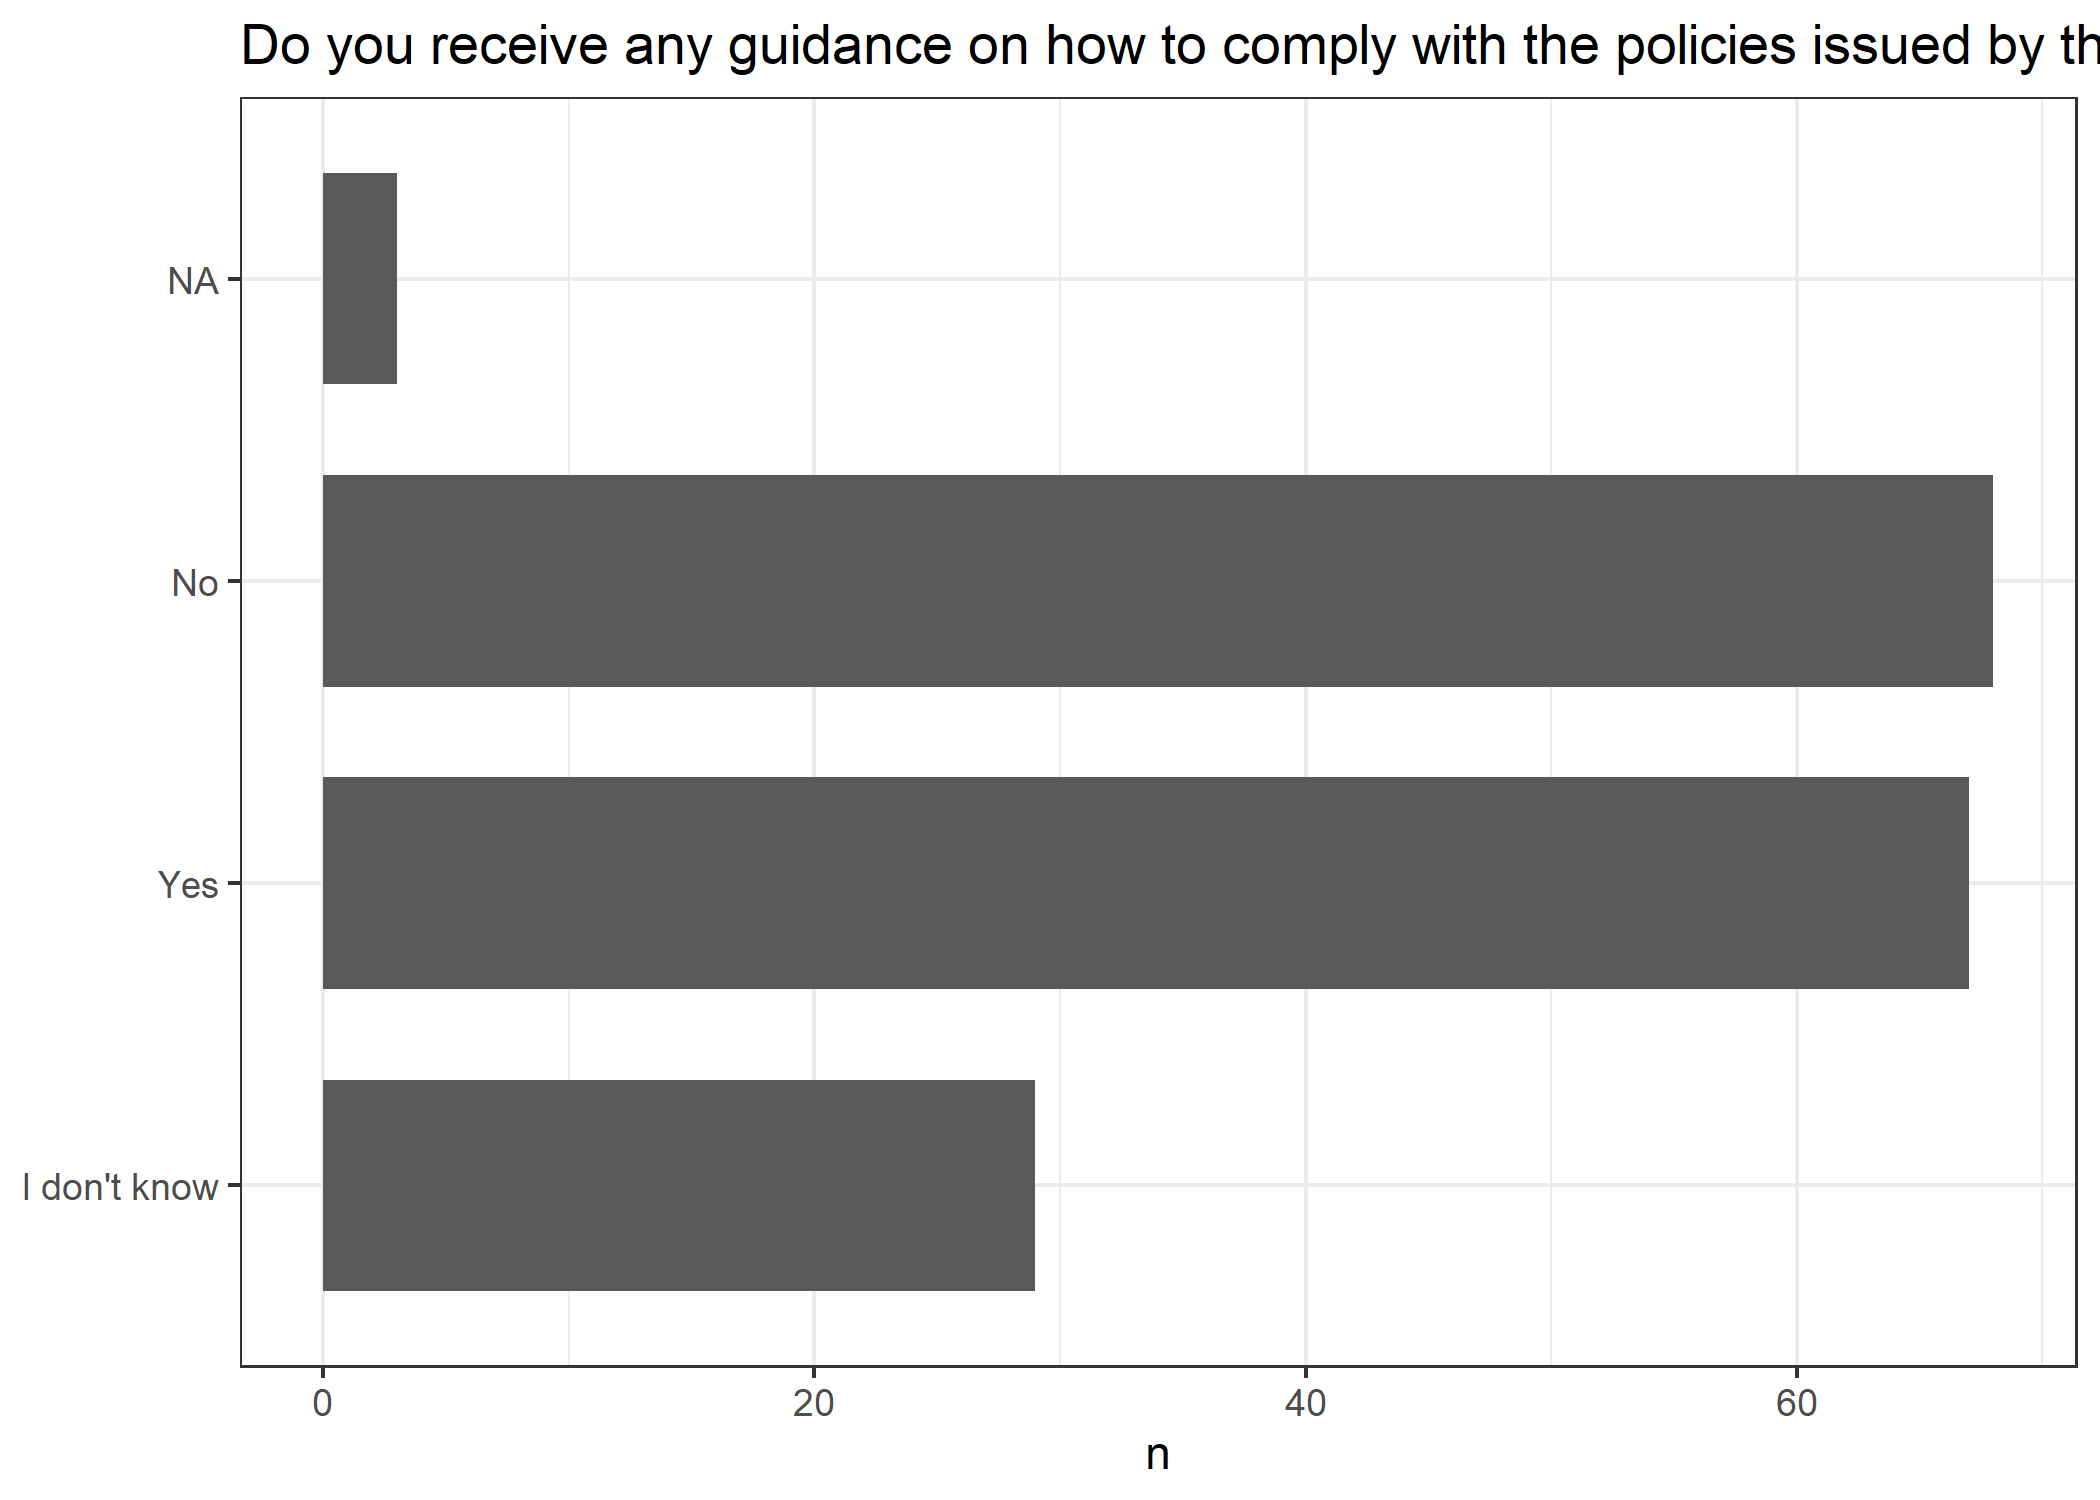 Do you receive any guidance on how to comply with the policies issued by th
NA
No
Yes
I don't know
0 20 40 60
n